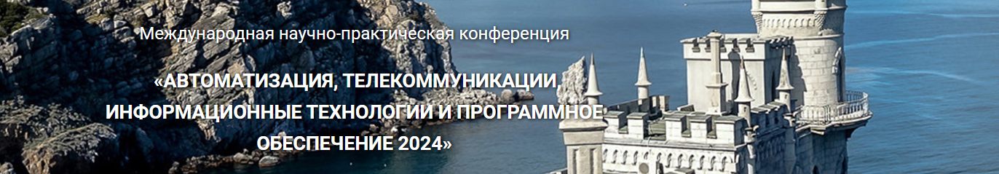 Международная научно-практическая конференция
«АВТОМАТИЗАЦИЯ, ТЕЛЕКОММУНИКАЦИИ,
ИНФОРМАЦИОННЫЕ ТЕХНОЛОГИИ И ПРОГРАММНОЕ
ОБЕСПЕЧЕНИЕ 2024»